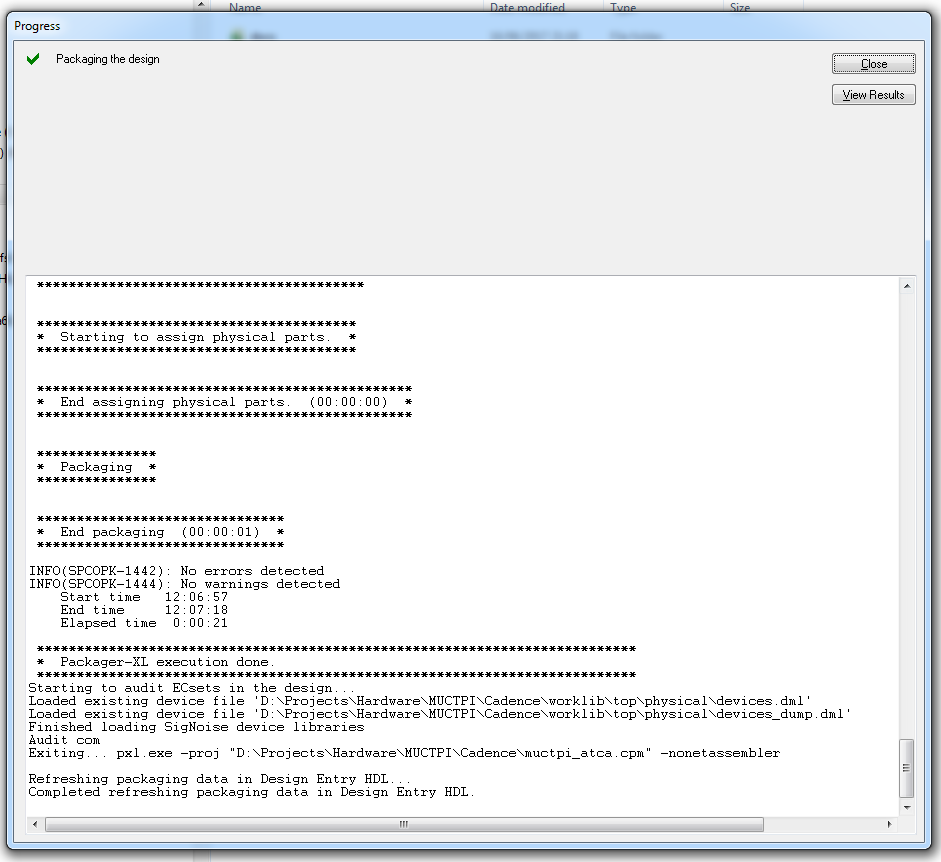 Name Date modified Type Size
Progress
Packaging the design
Close
View Results
*****************************************
****************************************
*  Starting to assign physical parts.  *
****************************************
***********************************************
*  End assigning physical parts.  (00:00:00)  *
***********************************************
***************
*  Packaging  *
***************
*******************************
*  End packaging  (00:00:01)  *
*******************************
INFO(SPCOPK-1442): No errors detected
INFO(SPCOPK-1444): No warnings detected
Start time   12:06:57
End time     12:07:18
Elapsed time  0:00:21
***************************************************************************
*  Packager-XL execution done.
***************************************************************************
Starting to audit ECsets in the design...
Loaded existing device file 'D:\Projects\Hardware\MUCTPI\Cadence\worklib\top\physical\devices.dml'
Loaded existing device file 'D:\Projects\Hardware\MUCTPI\Cadence\worklib\top\physical\devices_dump.dml'
Finished loading SigNoise device libraries
Audit com
Exiting... pxl.exe -proj "D:\Projects\Hardware\MUCTPI\Cadence\muctpi_atca.cpm" -nonetassembler
Refreshing packaging data in Design Entry HDL...
Completed refreshing packaging data in Design Entry HDL.